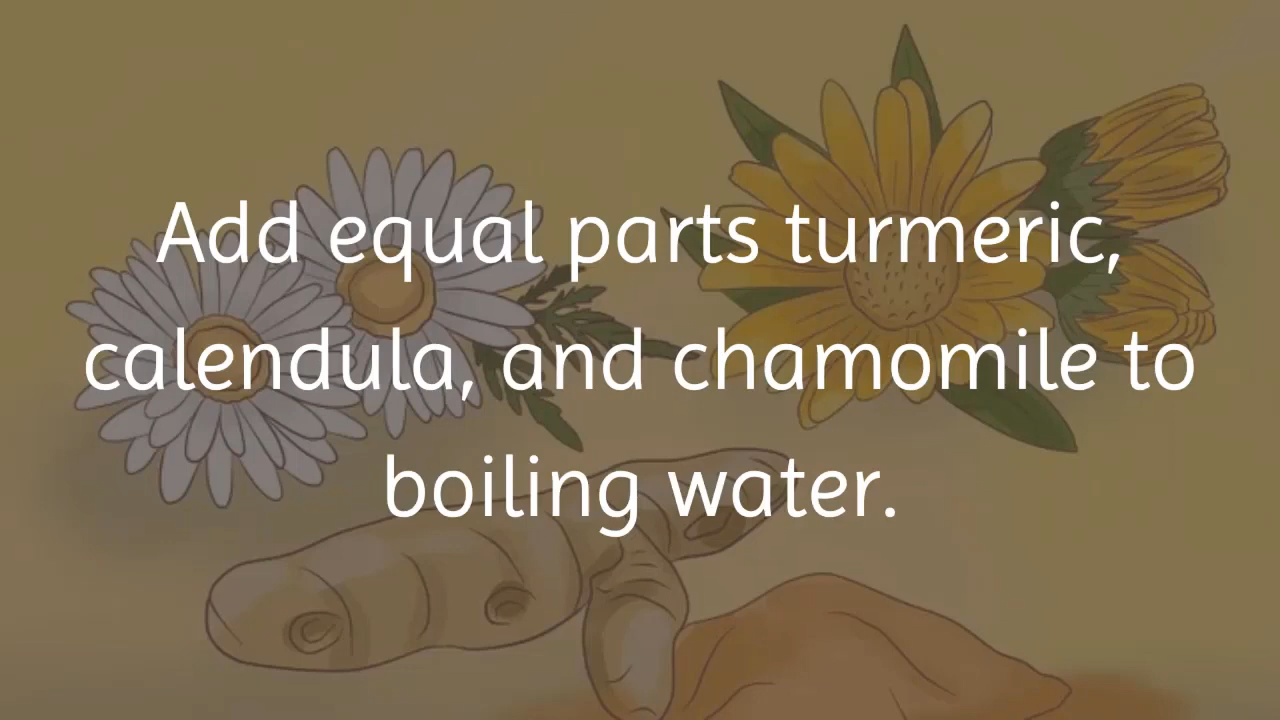 Add equal parts turmeric,
calendula, and chamomile to
boiling water.